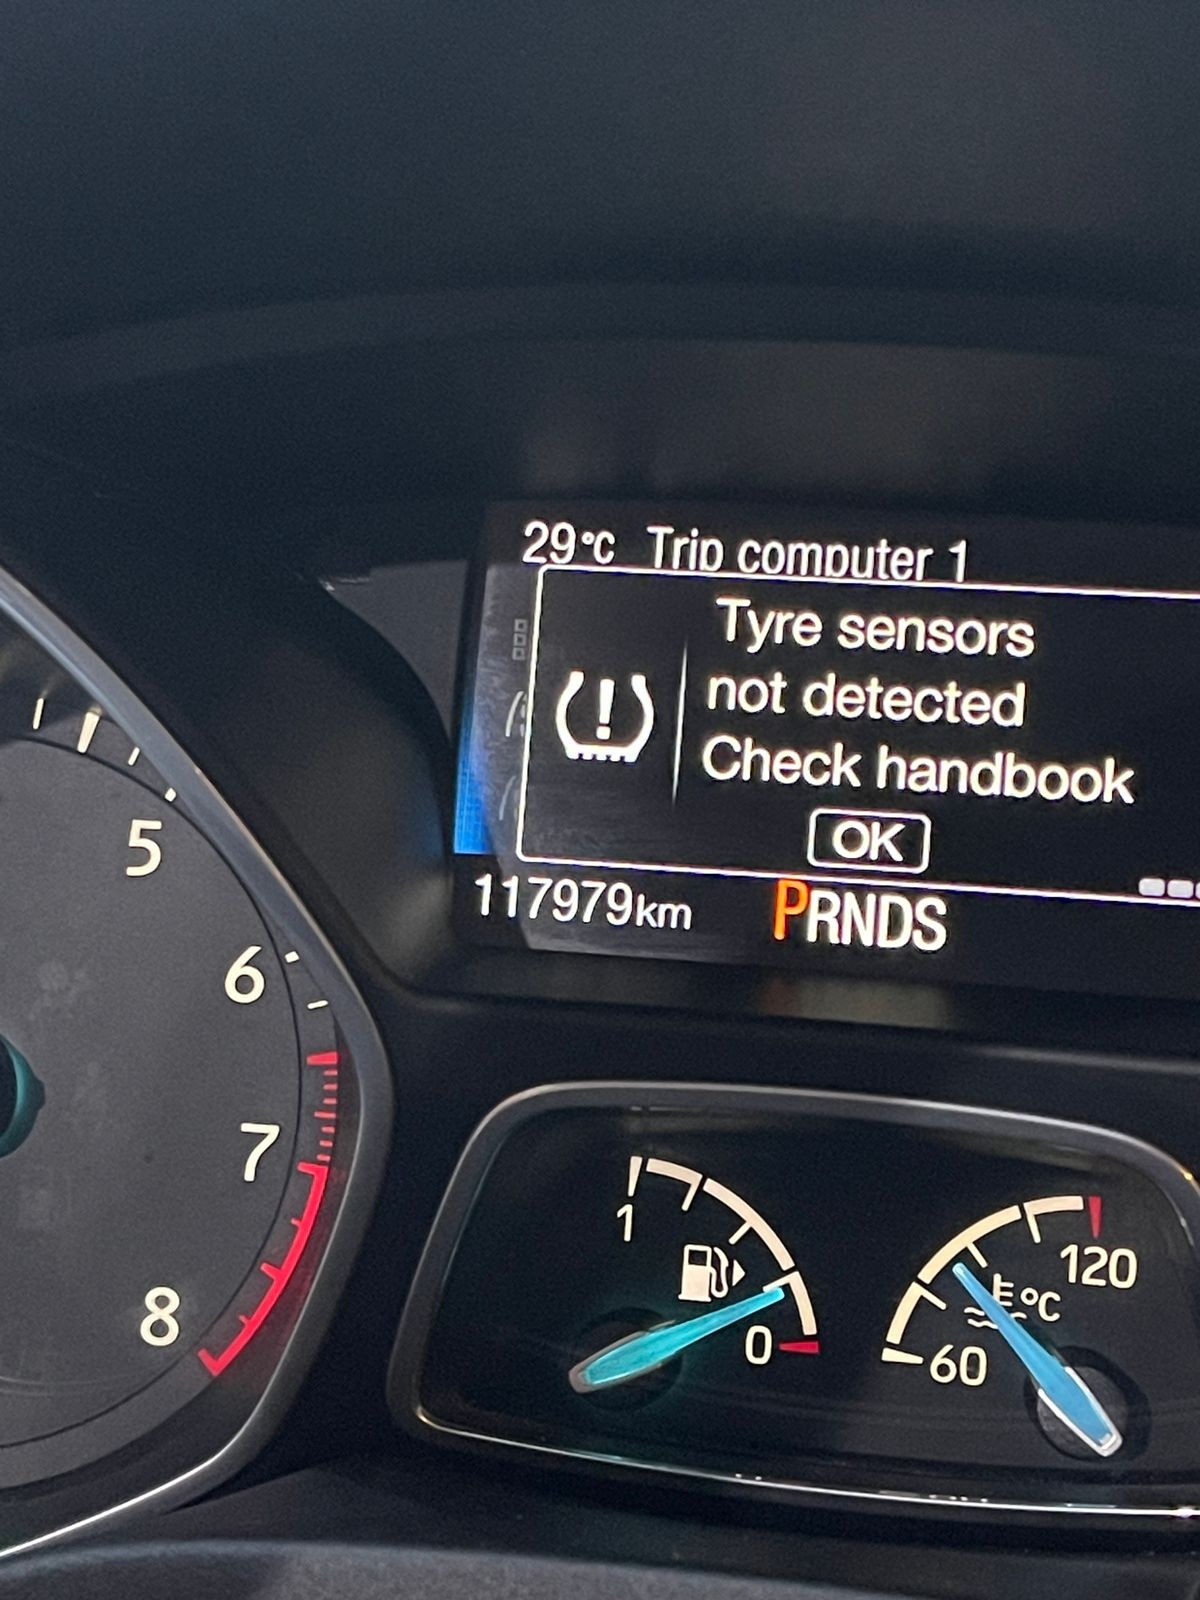 29°C Trip computer 1
Tyre sensors
not detected
Check handbook
OK
117979km PRNDS
5
6
7
8
1
0
120
°C
60